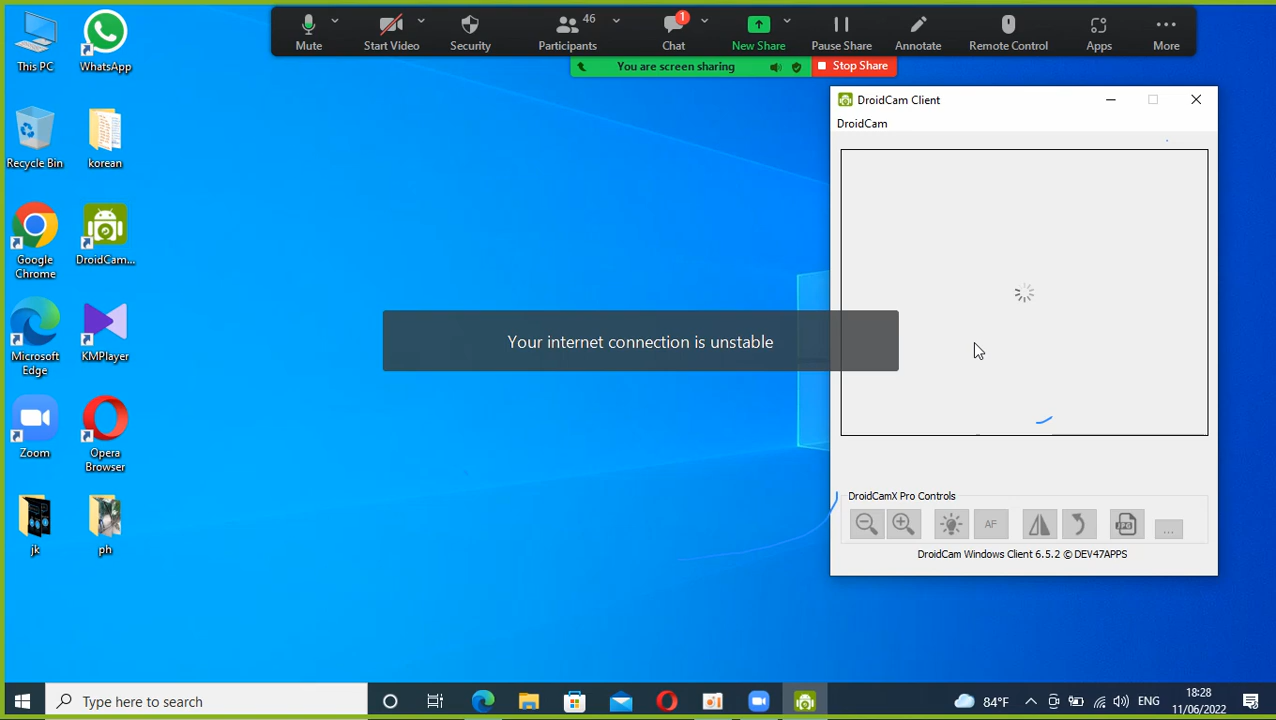 This PC
WhatsApp
Mute
Start Video
Security
Participants
46
Chat
1
New Share
Pause Share
Annotate
Remote Control
Apps
More
You are screen sharing
Stop Share
DroidCam Client
DroidCam
Recycle Bin
korean
Google
Chrome
DroidCam...
Your internet connection is unstable
Microsoft
Edge
KMPlayer
Zoom
Opera
Browser
jk
ph
DroidCamX Pro Controls
AF
JPG
...
DroidCam Windows Client 6.5.2 © DEV47APPS
Type here to search
84°F
ENG
18:28
11/06/2022